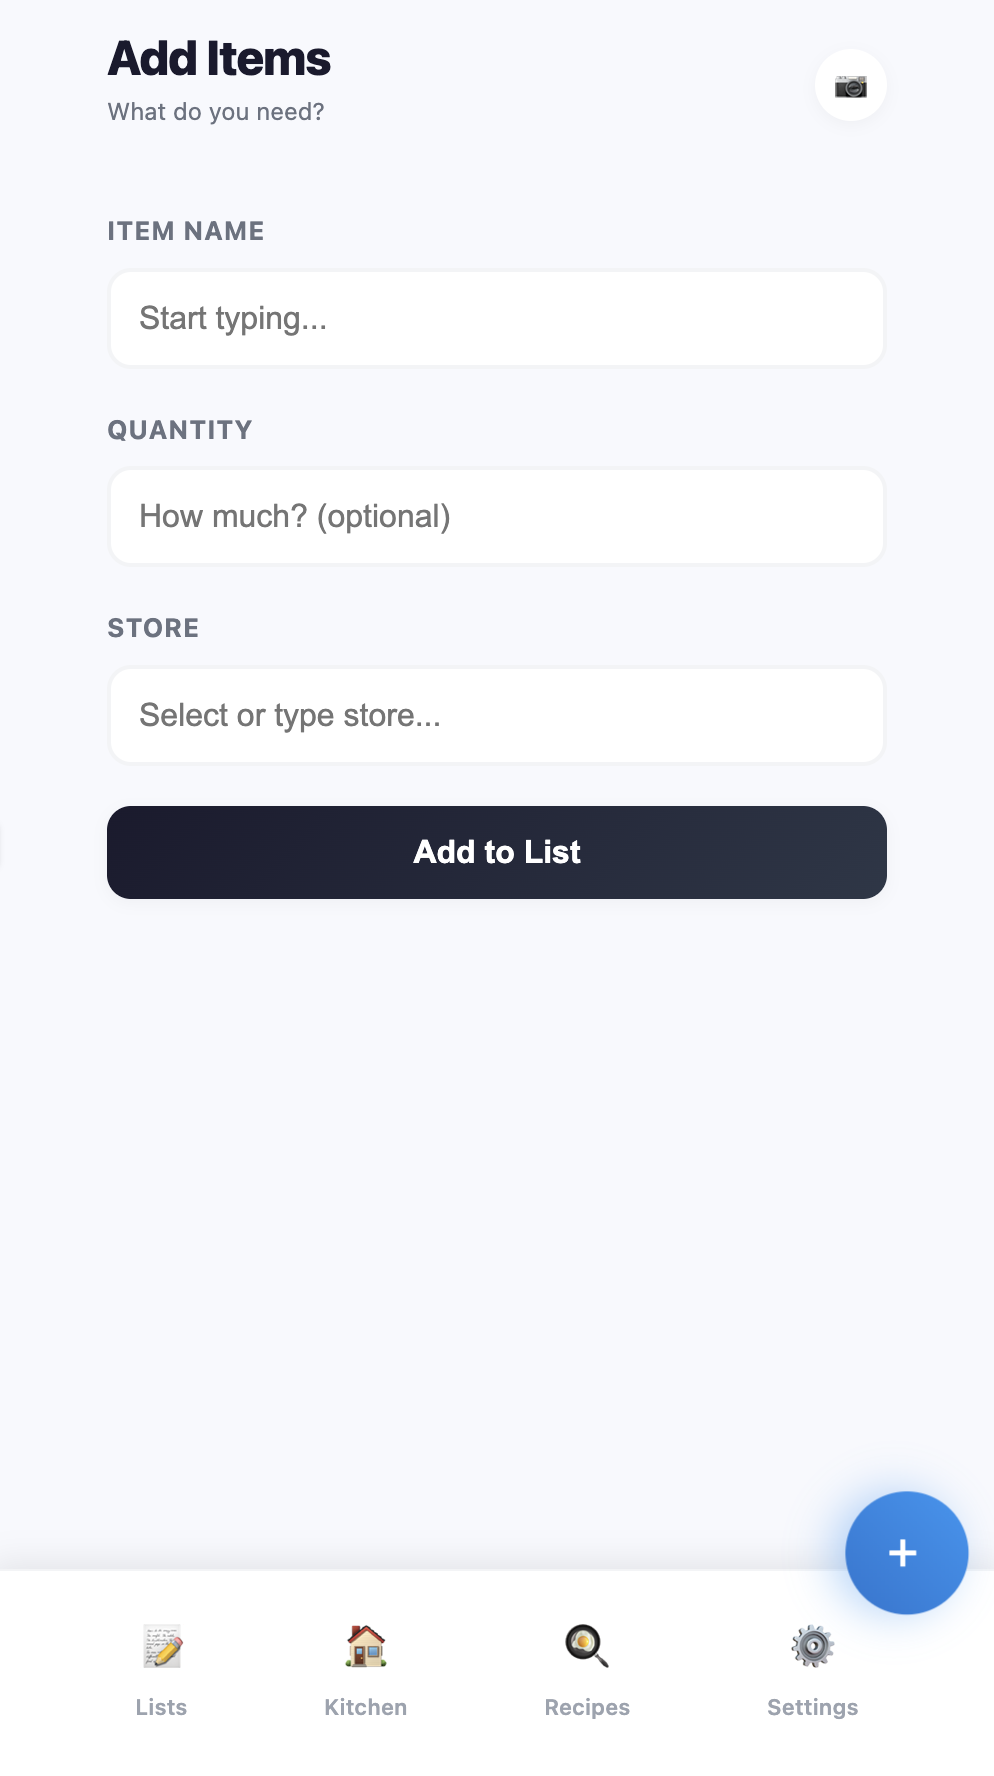 Add Items
What do you need?
ITEM NAME
Start typing...
QUANTITY
How much? (optional)
STORE
Select or type store...
Add to List
+
Lists
Kitchen
Recipes
Settings